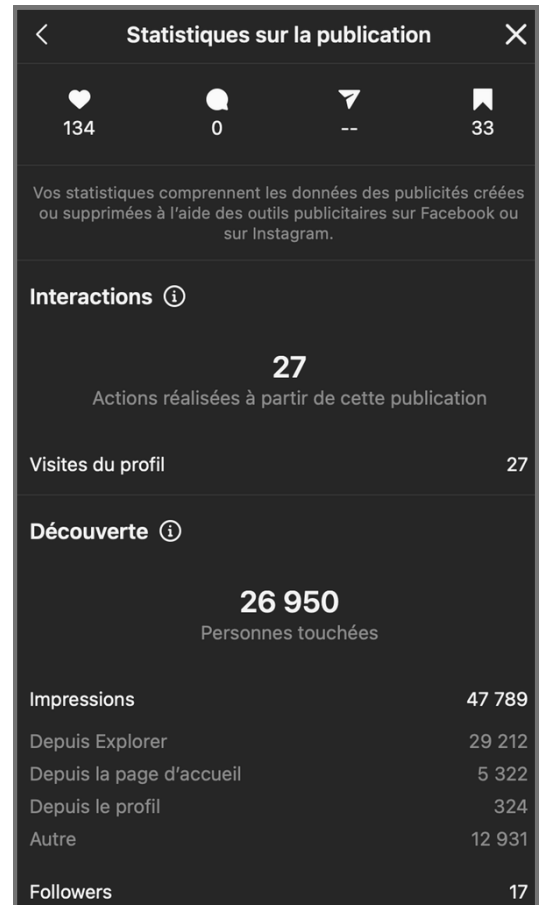 Statistiques sur la publication
134 0 -- 33
Vos statistiques comprennent les données des publicités créées
ou supprimées à l'aide des outils publicitaires sur Facebook ou
sur Instagram.
Interactions
27
Actions réalisées à partir de cette publication
Visites du profil 27
Découverte
26 950
Personnes touchées
Impressions 47 789
Depuis Explorer 29 212
Depuis la page d'accueil 5 322
Depuis le profil 324
Autre 12 931
Followers 17